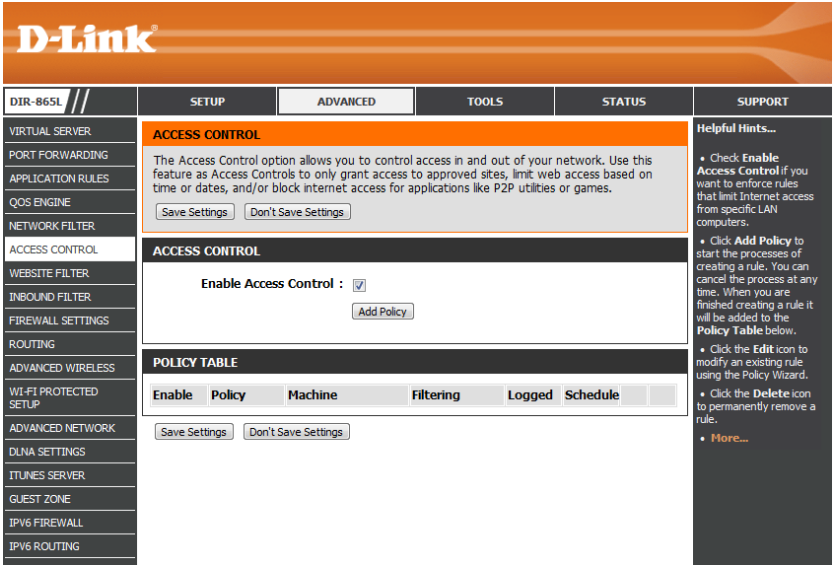 D-Link®
DIR-865L
SETUP
ADVANCED
TOOLS
STATUS
SUPPORT
VIRTUAL SERVER
PORT FORWARDING
APPLICATION RULES
QOS ENGINE
NETWORK FILTER
ACCESS CONTROL
WEBSITE FILTER
INBOUND FILTER
FIREWALL SETTINGS
ROUTING
ADVANCED WIRELESS
WI-FI PROTECTED
SETUP
ADVANCED NETWORK
DLNA SETTINGS
ITUNES SERVER
GUEST ZONE
IPV6 FIREWALL
IPV6 ROUTING
ACCESS CONTROL
The Access Control option allows you to control access in and out of your network. Use this
feature as Access Controls to only grant access to approved sites, limit web access based on
time or dates, and/or block internet access for applications like P2P utilities or games.
Save Settings
Don't Save Settings
ACCESS CONTROL
Enable Access Control :
Add Policy
POLICY TABLE
Enable Policy Machine Filtering Logged Schedule
Save Settings
Don't Save Settings
Helpful Hints...
• Check Enable
Access Control if you
want to enforce rules
that limit Internet access
from specific LAN
computers.
• Click Add Policy to
start the processes of
creating a rule. You can
cancel the process at any
time. When you are
finished creating a rule it
will be added to the
Policy Table below.
• Click the Edit icon to
modify an existing rule
using the Policy Wizard.
• Click the Delete icon
to permanently remove a
rule.
• More...